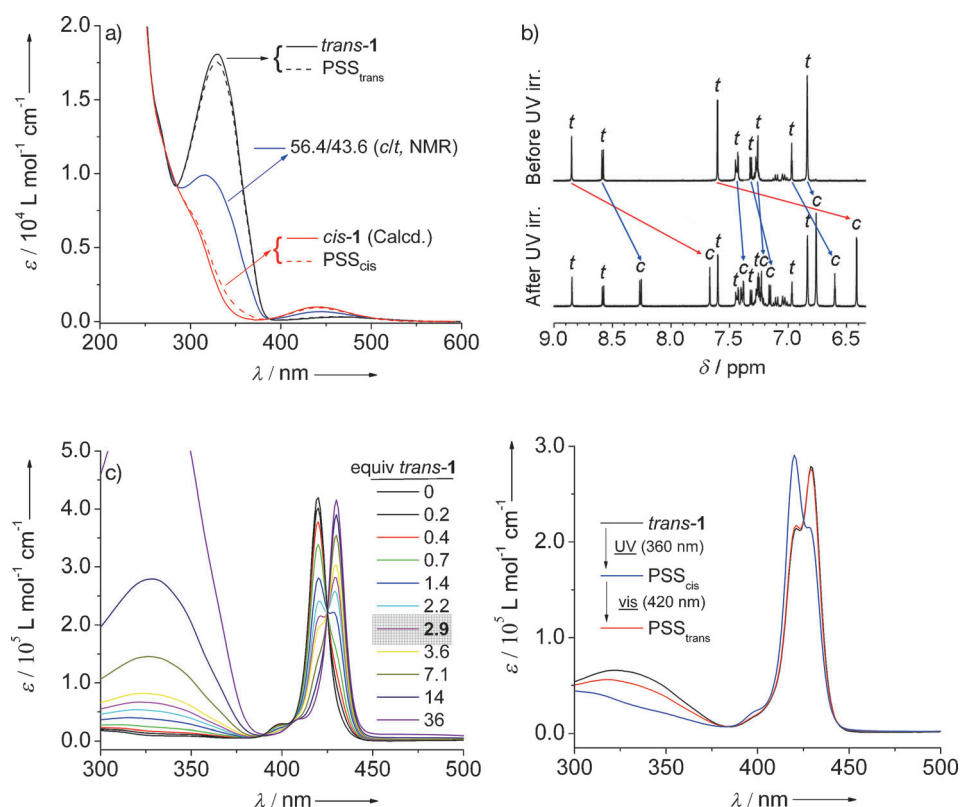 a)
2.0
1.5
1.0
0.5
0.0
ε / 10⁴ L mol⁻¹ cm⁻¹
trans-1
PSS_trans
56.4/43.6 (c/t, NMR)
cis-1 (Calcd.)
PSS_cis
200 300 400 500 600
λ / nm
b)
Before UV irr.
t t t t t t t t
After UV irr.
t t c c t t c t t c c t t c c c
9.0 8.5 8.0 7.5 7.0 6.5
δ / ppm
c)
5.0
4.0
3.0
2.0
1.0
0.0
ε / 10⁵ L mol⁻¹ cm⁻¹
equiv trans-1
0
0.2
0.4
0.7
1.4
2.2
2.9
3.6
7.1
14
36
300 350 400 450 500
λ / nm
3.0
2.0
1.0
0.0
ε / 10⁵ L mol⁻¹ cm⁻¹
trans-1
UV (360 nm)
PSS_cis
vis (420 nm)
PSS_trans
300 350 400 450 500
λ / nm